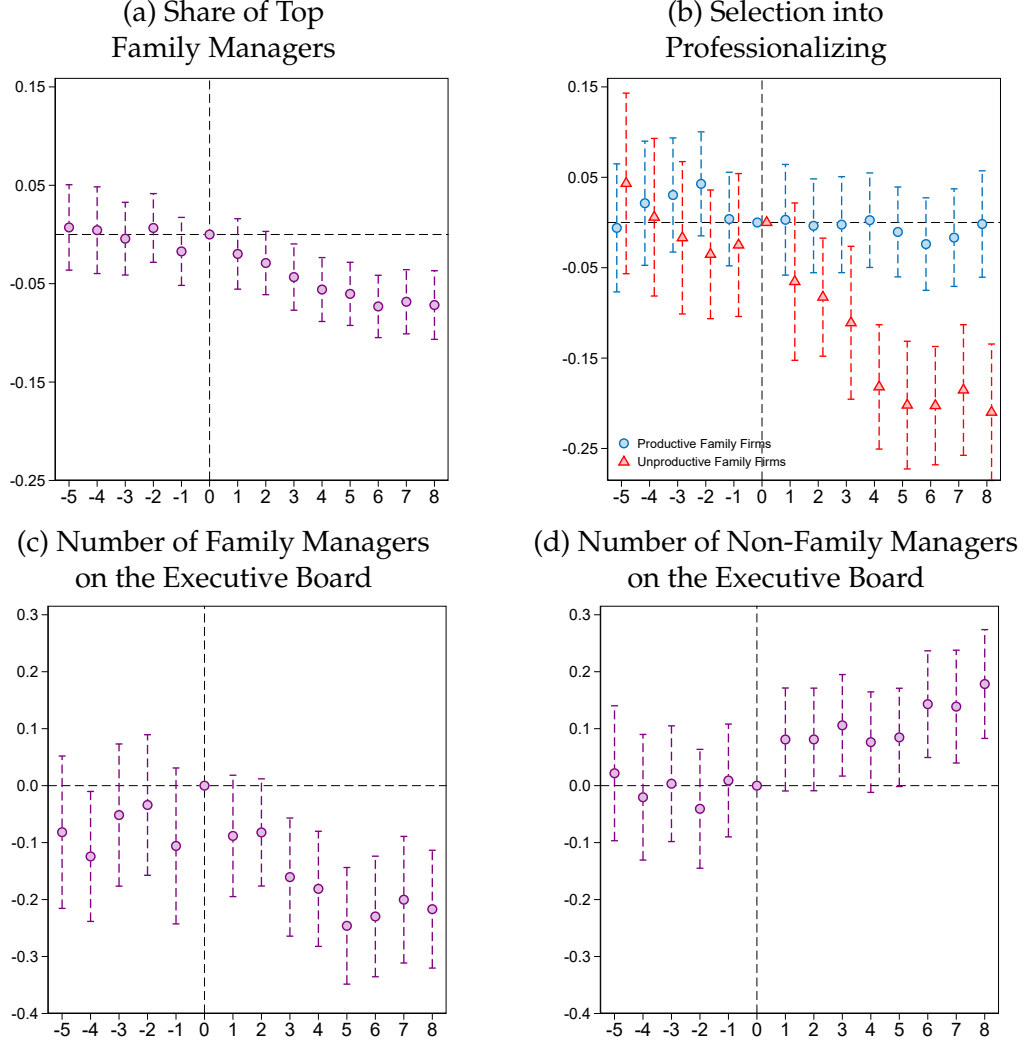 (a) Share of Top
Family Managers
0.15
0.05
-0.05
-0.15
-0.25
-5 -4 -3 -2 -1 0 1 2 3 4 5 6 7 8
(b) Selection into
Professionalizing
0.15
0.05
-0.05
-0.15
-0.25
Productive Family Firms
Unproductive Family Firms
-5 -4 -3 -2 -1 0 1 2 3 4 5 6 7 8
(c) Number of Family Managers
on the Executive Board
0.3
0.2
0.1
0.0
-0.1
-0.2
-0.3
-0.4
-5 -4 -3 -2 -1 0 1 2 3 4 5 6 7 8
(d) Number of Non-Family Managers
on the Executive Board
0.3
0.2
0.1
0.0
-0.1
-0.2
-0.3
-0.4
-5 -4 -3 -2 -1 0 1 2 3 4 5 6 7 8